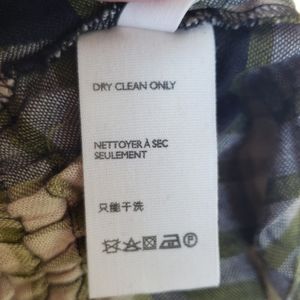 DRY CLEAN ONLY
NETTOYER À SEC
SEULEMENT
只能干洗